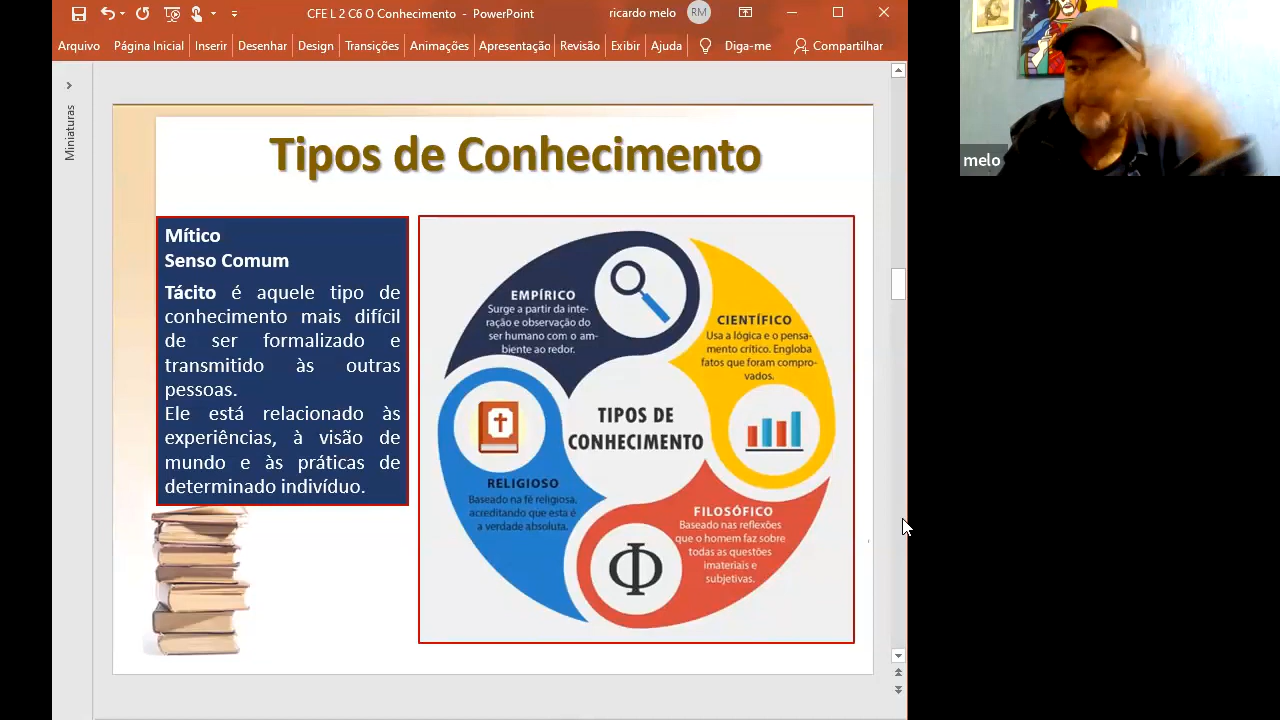 CFE L 2 C6 O Conhecimento - PowerPoint
ricardo melo
RM
Arquivo
Página Inicial
Inserir
Desenhar
Design
Transições
Animações
Apresentação
Revisão
Exibir
Ajuda
Diga-me
Compartilhar
Miniaturas
Tipos de Conhecimento
Mítico
Senso Comum
Tácito é aquele tipo de
conhecimento mais difícil
de ser formalizado e
transmitido às outras
pessoas.
Ele está relacionado às
experiências, à visão de
mundo e às práticas de
determinado indivíduo.
EMPÍRICO
Surge a partir da inte-
ração e observação do
ser humano com o am-
biente ao redor.
CIENTÍFICO
Usa a lógica e o pensa-
mento crítico. Engloba
fatos que foram compro-
vados.
TIPOS DE
CONHECIMENTO
RELIGIOSO
Baseado na fé religiosa,
acreditando que esta é
a verdade absoluta.
FILOSÓFICO
Baseado nas reflexões
que o homem faz sobre
todas as questões
imateriais e
subjetivas.
Φ
melo